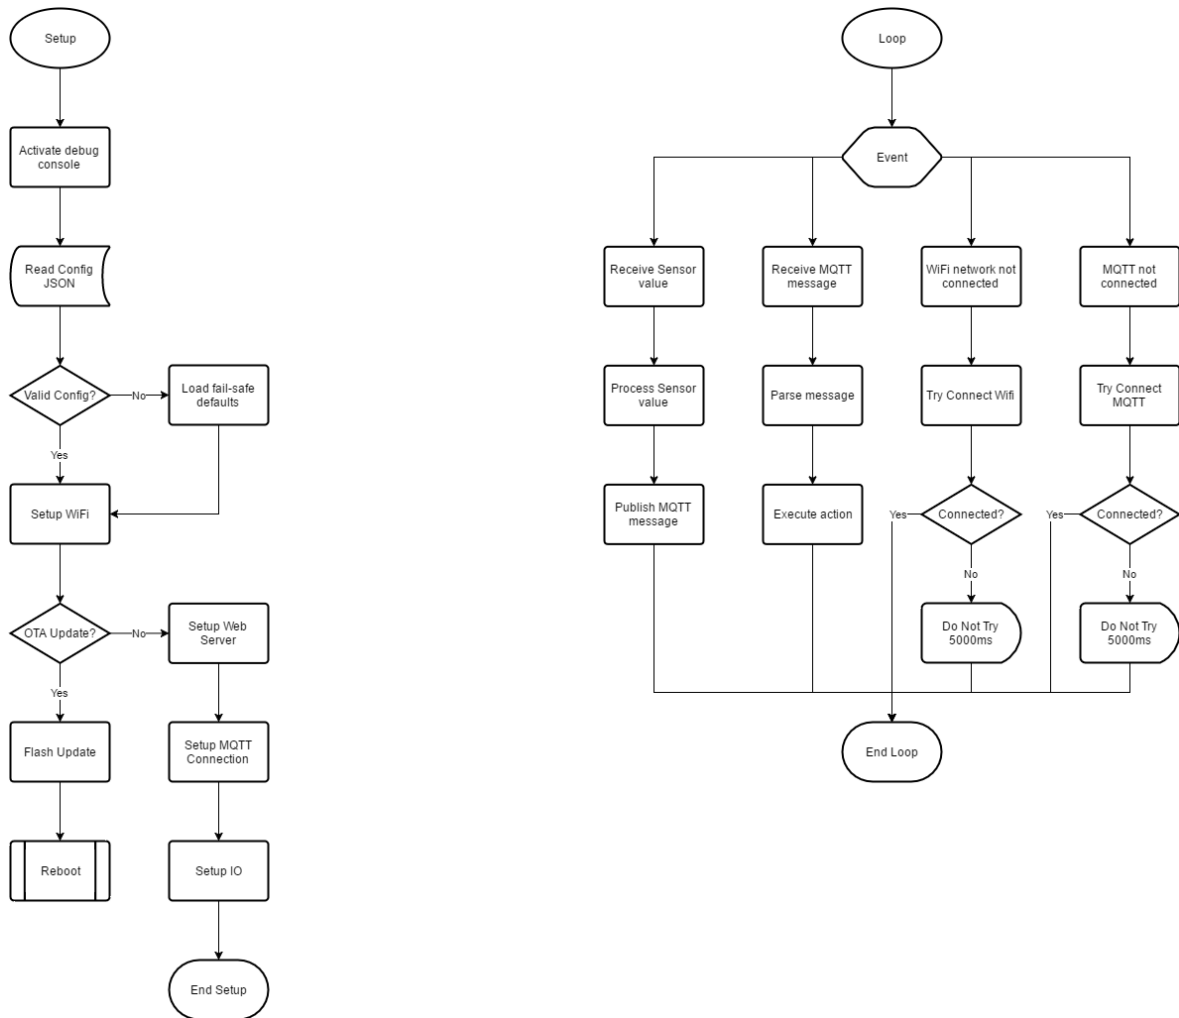 Setup
Activate debug
console
Read Config
JSON
Valid Config?
No
Load fail-safe
defaults
Yes
Setup WiFi
OTA Update?
No
Setup Web
Server
Yes
Flash Update
Setup MQTT
Connection
Reboot
Setup IO
End Setup
Loop
Event
Receive Sensor
value
Receive MQTT
message
WiFi network not
connected
MQTT not
connected
Process Sensor
value
Parse message
Try Connect Wifi
Try Connect
MQTT
Publish MQTT
message
Execute action
Yes
Connected?
Yes
Connected?
No
No
Do Not Try
5000ms
Do Not Try
5000ms
End Loop